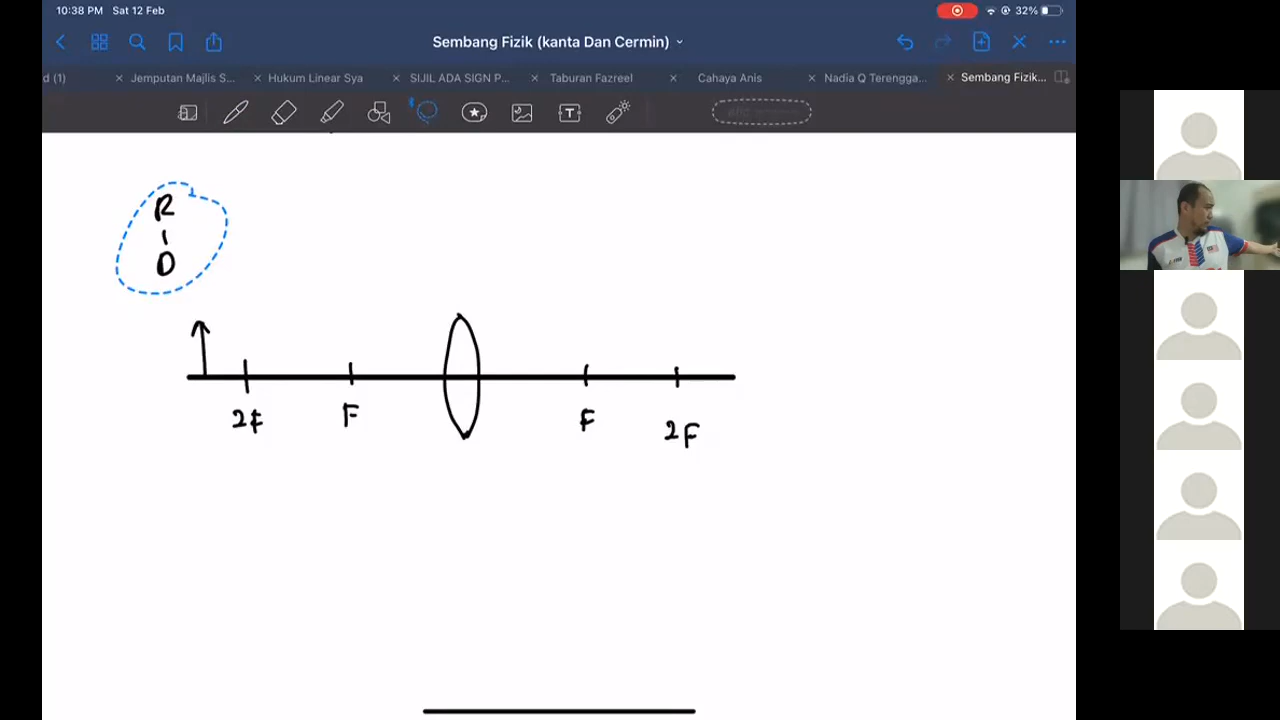 10:38 PM Sat 12 Feb
32%
Sembang Fizik (kanta Dan Cermin)
d (1)
Jemputan Majlis S...
Hukum Linear Sya
SIJIL ADA SIGN P...
Taburan Fazreel
Cahaya Anis
Nadia Q Terengga...
Sembang Fizik...
T
R
I
D
2F
F
F
2F